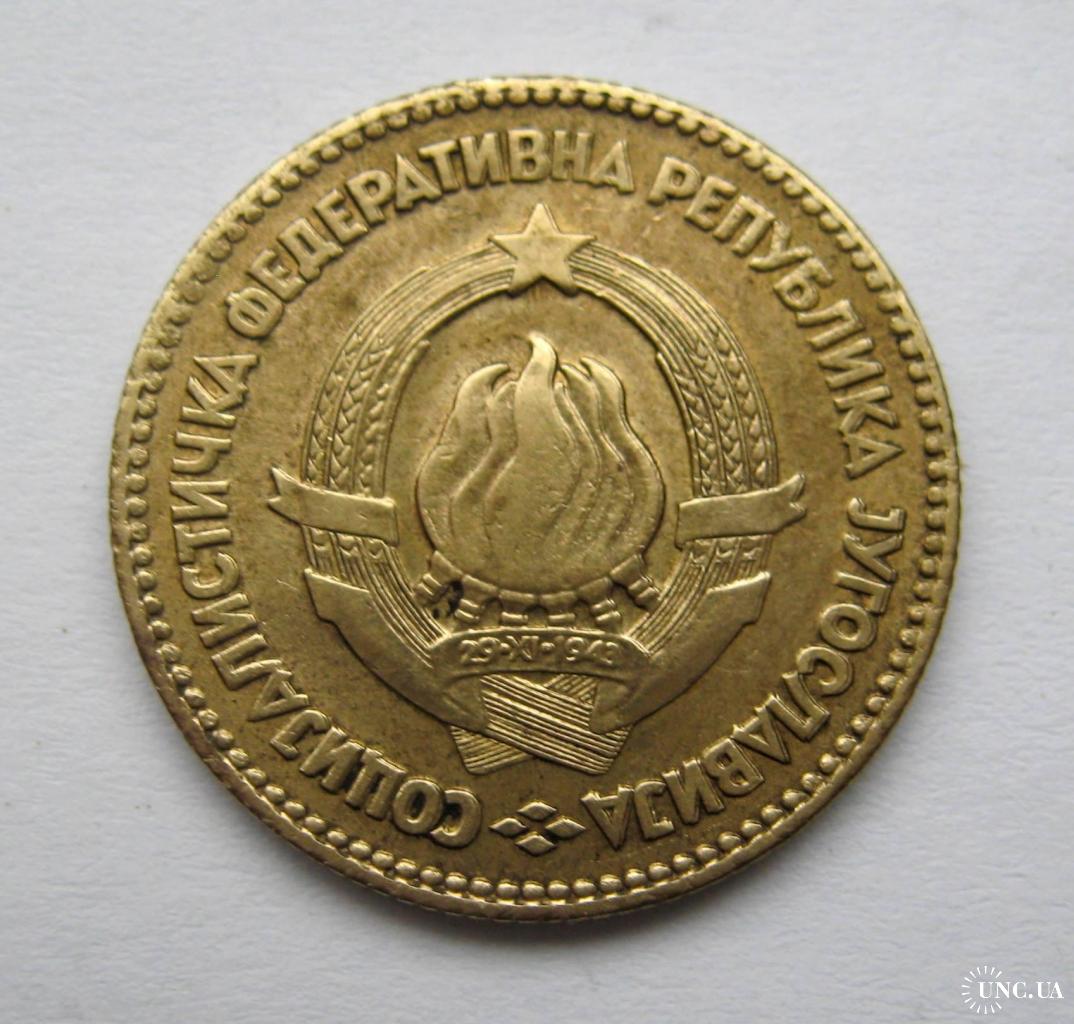 СОЦИЈАЛИСТИЧКА ФЕДЕРАТИВНА РЕПУБЛИКА ЈУГОСЛАВИЈА
29·XI·1943
UNC.UA